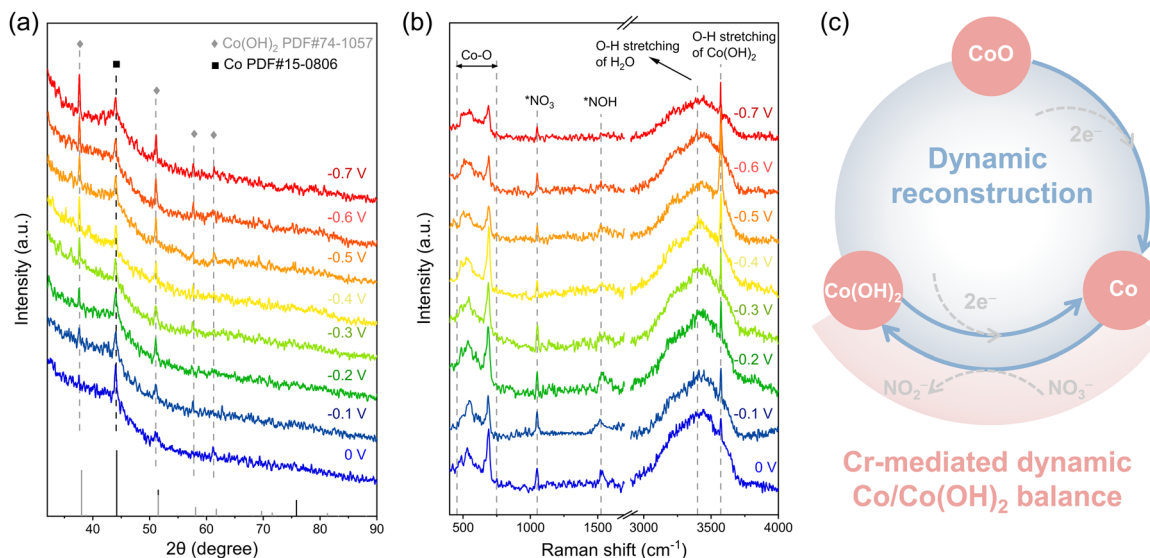 (a)
Co(OH)₂ PDF#74-1057
Co PDF#15-0806
-0.7 V
-0.6 V
-0.5 V
-0.4 V
-0.3 V
-0.2 V
-0.1 V
0 V
Intensity (a.u.)
40 50 60 70 80 90
2θ (degree)
(b)
Co-O
O-H stretching
of H₂O
O-H stretching
of Co(OH)₂
*NO₃
*NOH
-0.7 V
-0.6 V
-0.5 V
-0.4 V
-0.3 V
-0.2 V
-0.1 V
0 V
Intensity (a.u.)
500 1000 1500 3000 3500 4000
Raman shift (cm⁻¹)
(c)
CoO
2e⁻
Dynamic
reconstruction
Co(OH)₂
2e⁻
Co
NO₂⁻
NO₃⁻
Cr-mediated dynamic
Co/Co(OH)₂ balance